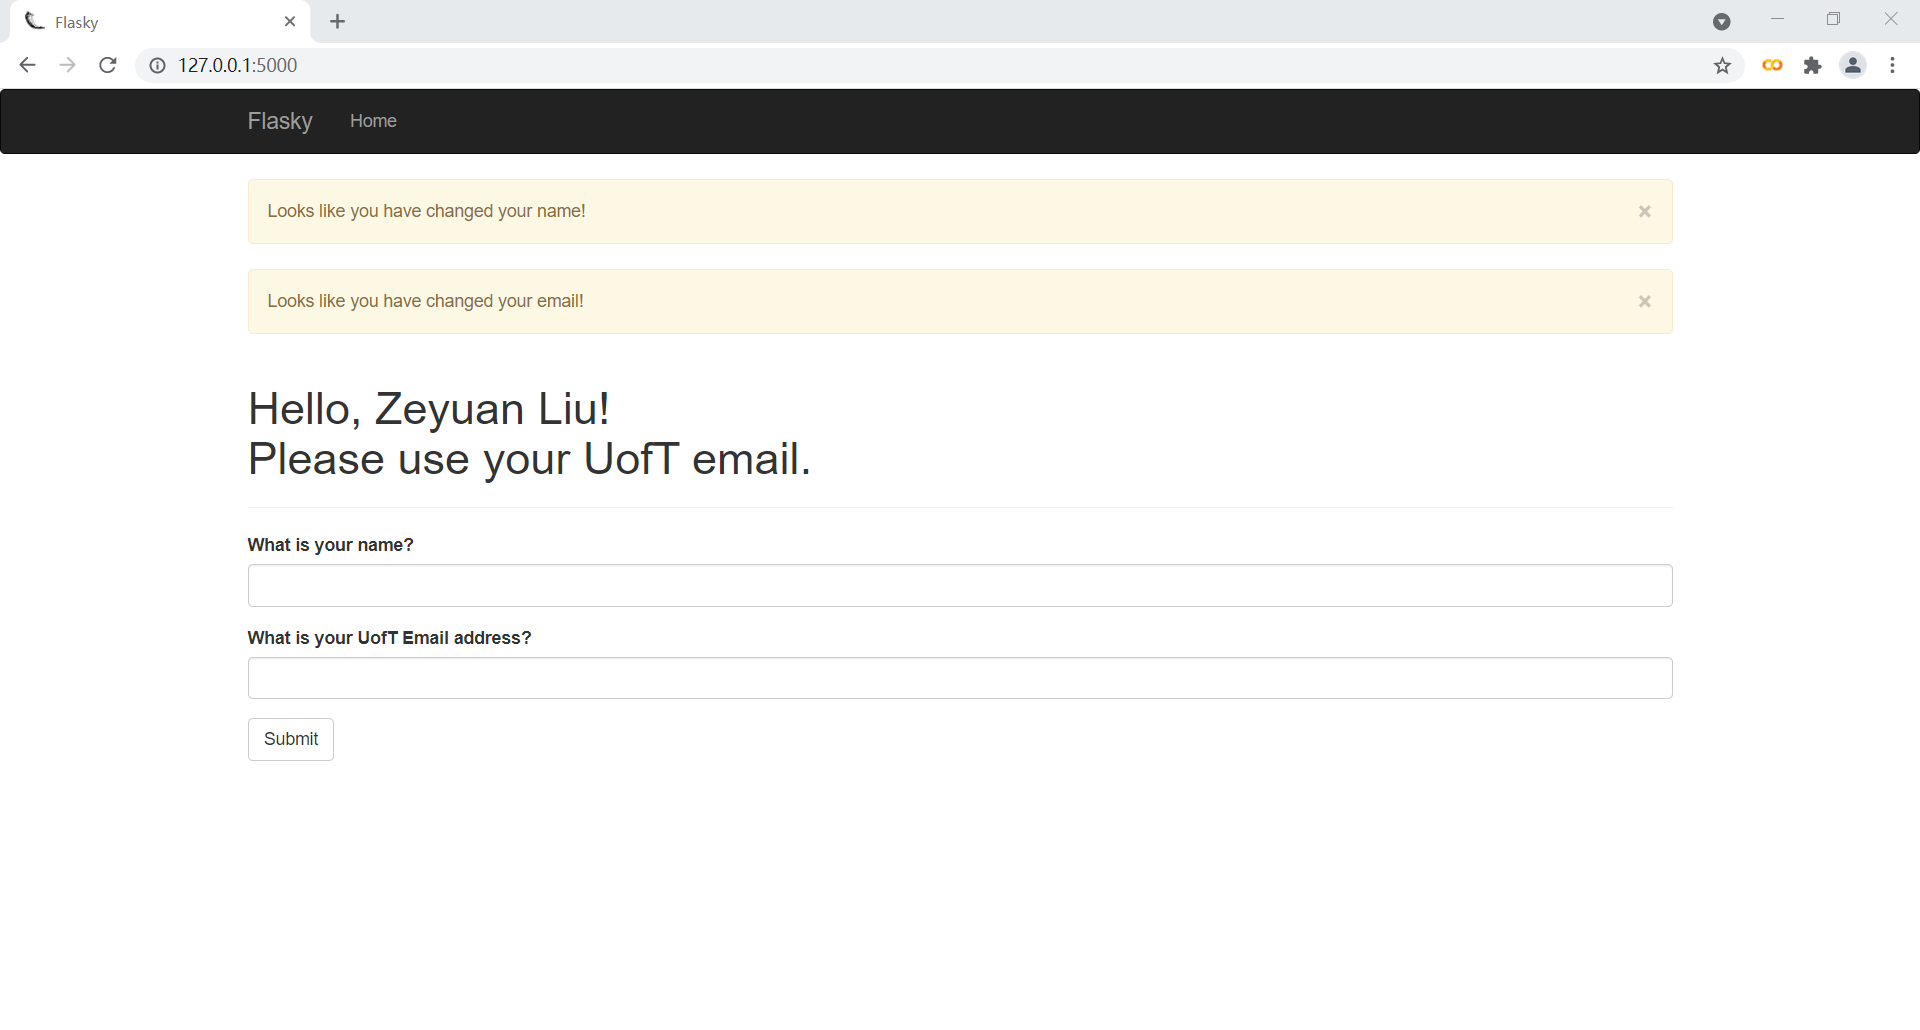 Flasky
127.0.0.1:5000
Flasky Home
Looks like you have changed your name! ×
Looks like you have changed your email! ×
Hello, Zeyuan Liu!
Please use your UofT email.
What is your name?
What is your UofT Email address?
Submit